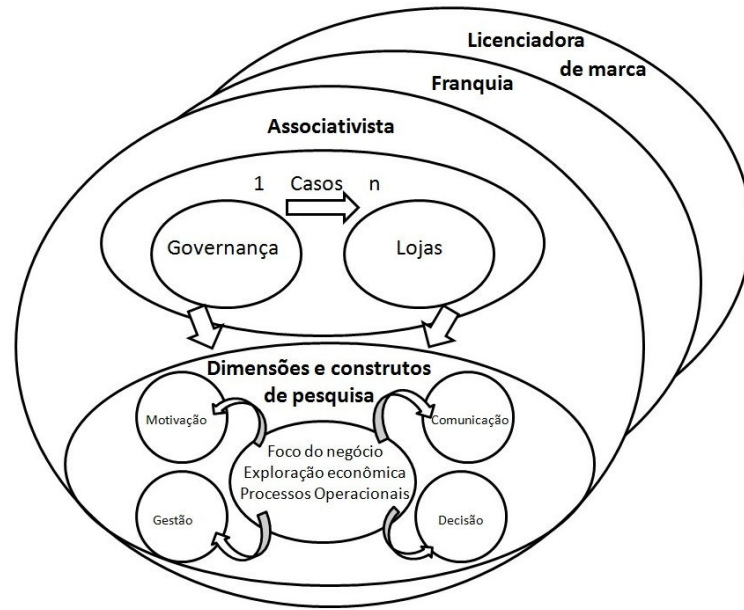 Licenciadora
de marca
Franquia
Associativista
1 Casos n
Governança
Lojas
Dimensões e construtos
de pesquisa
Motivação
Comunicação
Foco do negócio
Exploração econômica
Processos Operacionais
Gestão
Decisão